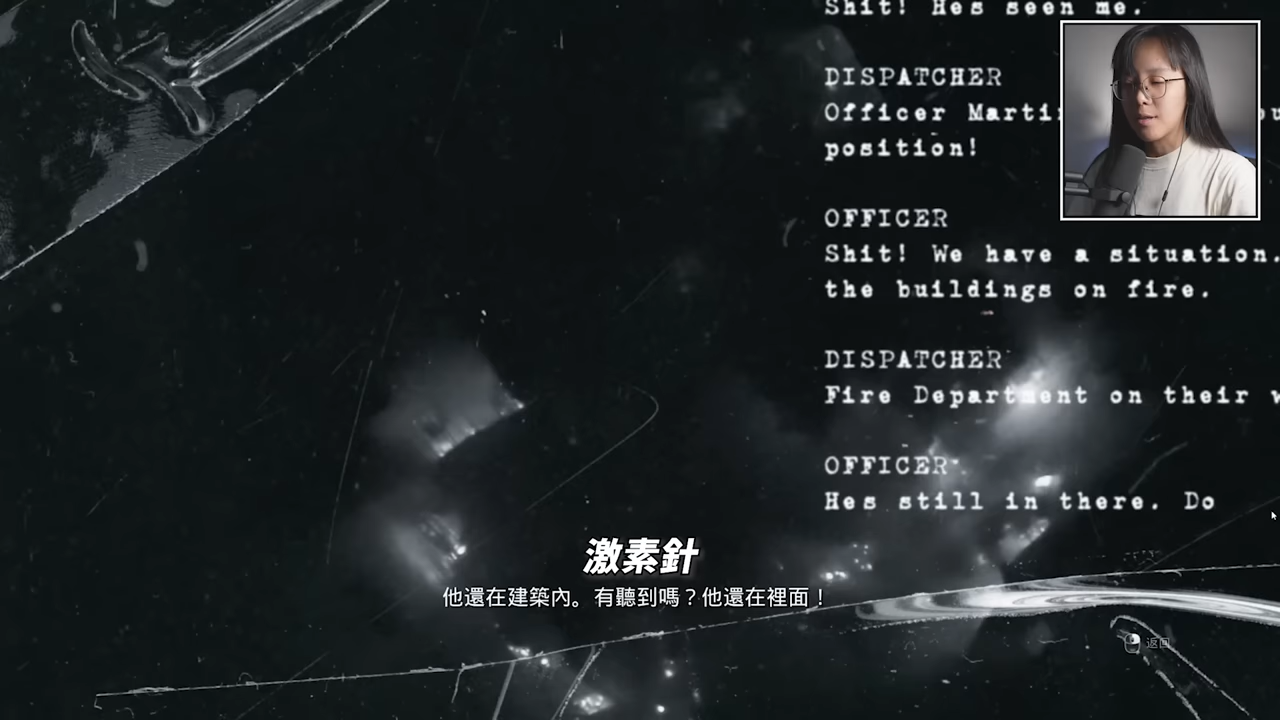 Shit! Hes seen me.
DISPATCHER
Officer Martin
position!
OFFICER
Shit! We have a situation.
the buildings on fire.
DISPATCHER
Fire Department on their
OFFICER
Hes still in there. Do
激素針
他還在建築內。有聽到嗎？他還在裡面！
返回